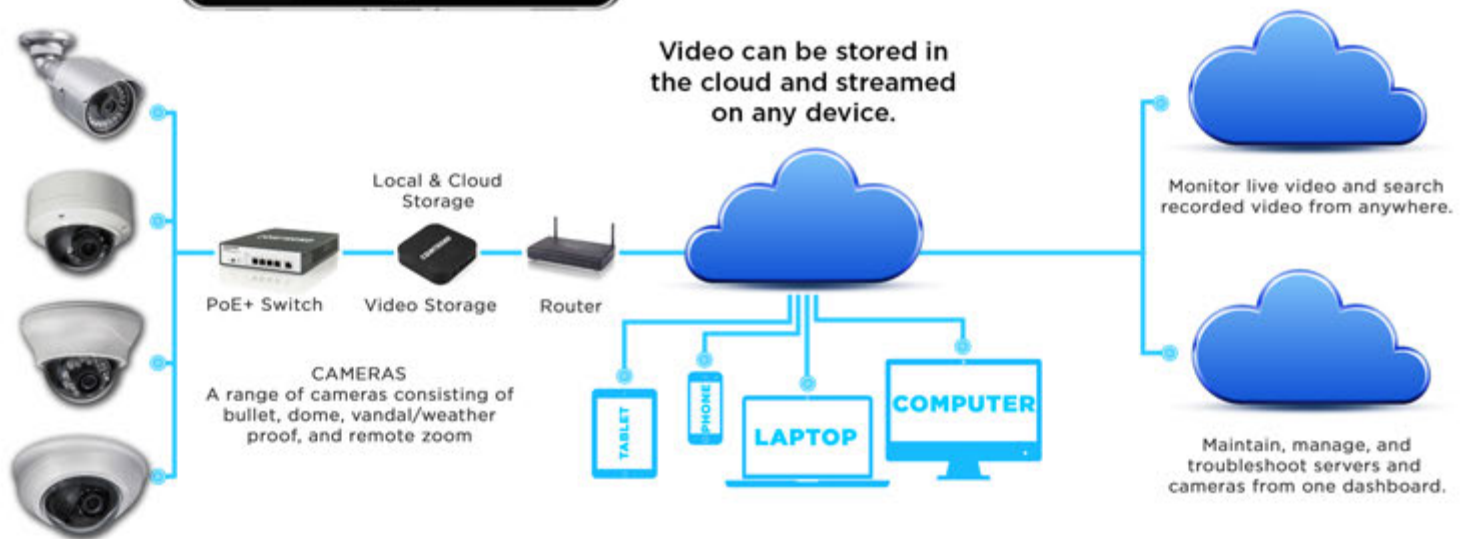 Video can be stored in
the cloud and streamed
on any device.
Local & Cloud
Storage
PoE+ Switch
Video Storage
Router
CAMERAS
A range of cameras consisting of
bullet, dome, vandal/weather
proof, and remote zoom
TABLET
PHONE
LAPTOP
COMPUTER
Monitor live video and search
recorded video from anywhere.
Maintain, manage, and
troubleshoot servers and
cameras from one dashboard.